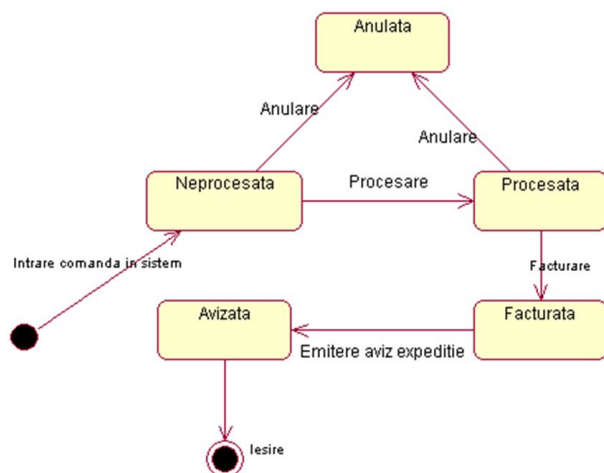 Anulata
Anulare
Anulare
Neprocesata
Procesare
Procesata
Intrare comanda in sistem
Facturare
Avizata
Facturata
Emitere aviz expeditie
Iesire